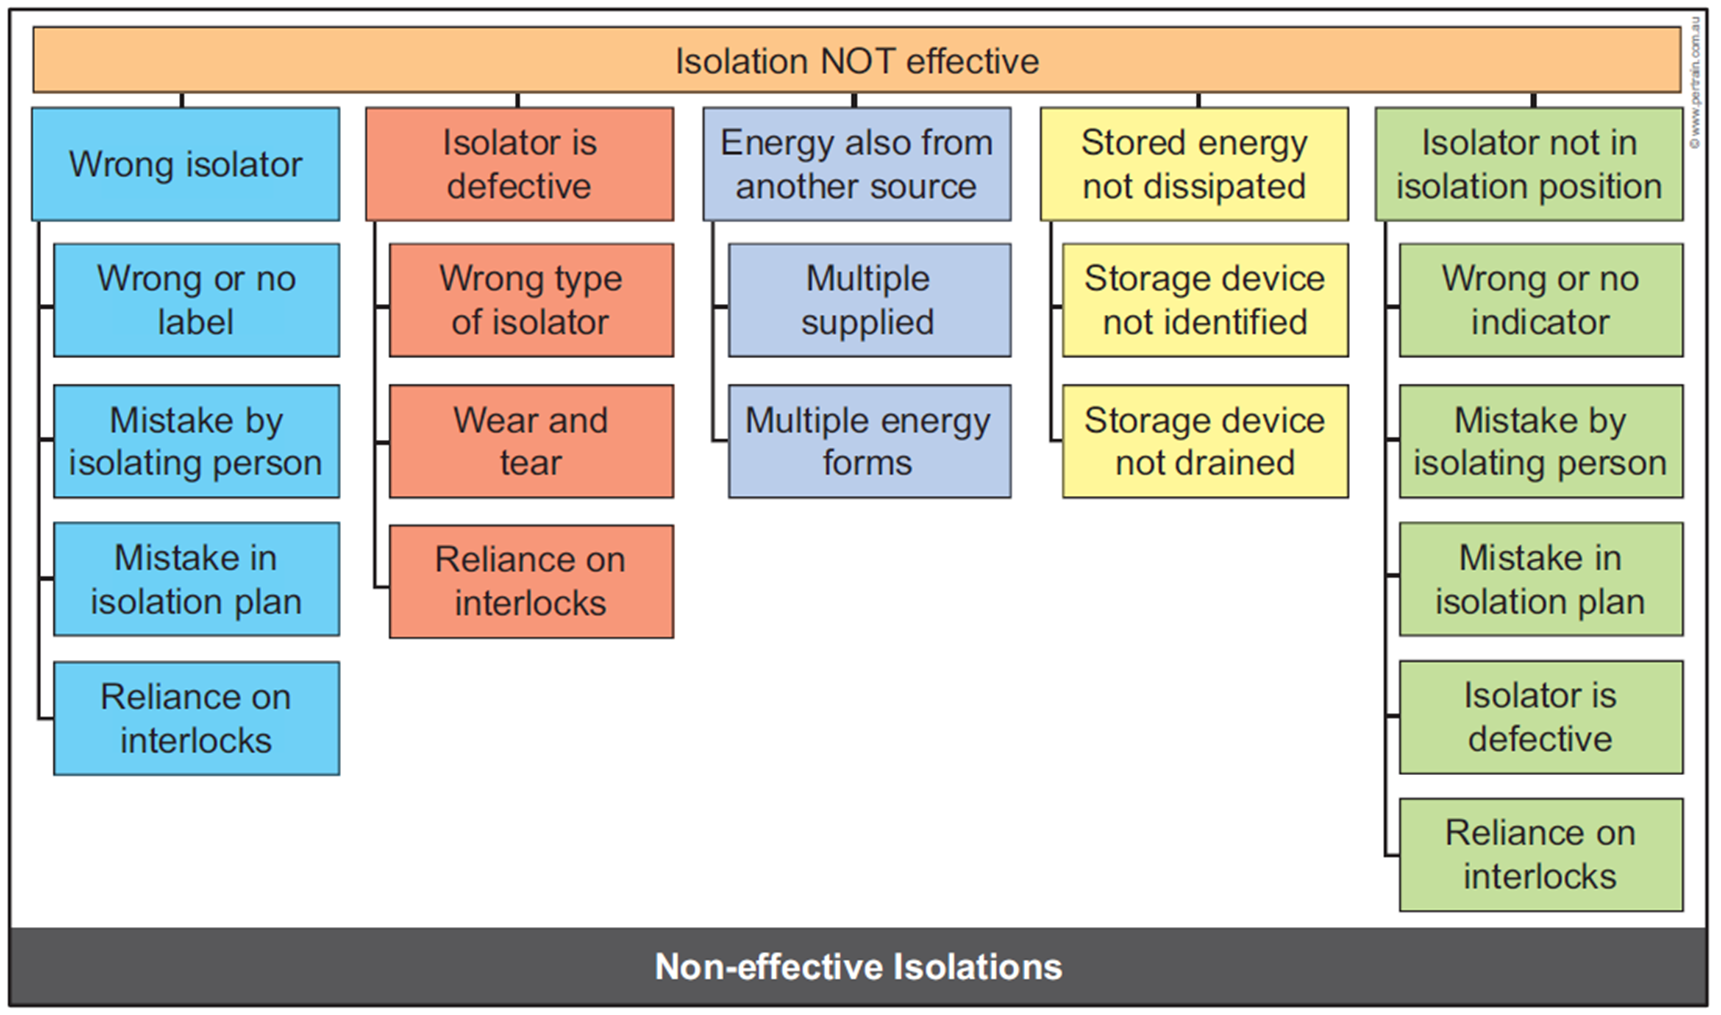 Isolation NOT effective
© www.pertrain.com.au
Wrong isolator
Wrong or no
label
Mistake by
isolating person
Mistake in
isolation plan
Reliance on
interlocks
Isolator is
defective
Wrong type
of isolator
Wear and
tear
Reliance on
interlocks
Energy also from
another source
Multiple
supplied
Multiple energy
forms
Stored energy
not dissipated
Storage device
not identified
Storage device
not drained
Isolator not in
isolation position
Wrong or no
indicator
Mistake by
isolating person
Mistake in
isolation plan
Isolator is
defective
Reliance on
interlocks
Non-effective Isolations